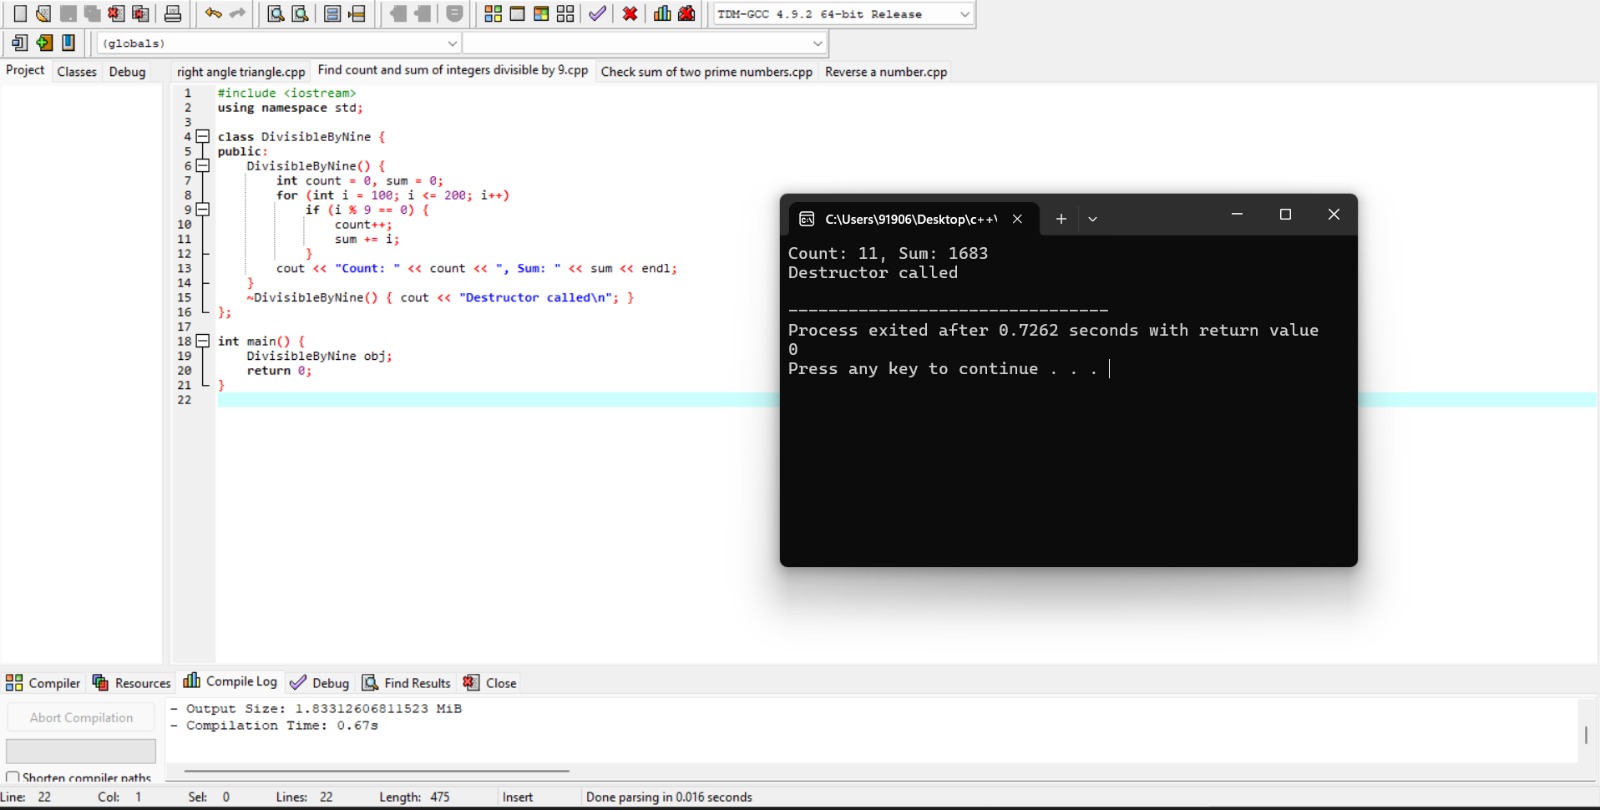 TDM-GCC 4.9.2 64-bit Release
(globals)
Project Classes Debug
right angle triangle.cpp Find count and sum of integers divisible by 9.cpp Check sum of two prime numbers.cpp Reverse a number.cpp
1 #include <iostream>
2 using namespace std;
3
4 class DivisibleByNine {
5 public:
6 DivisibleByNine() {
7 int count = 0, sum = 0;
8 for (int i = 100; i <= 200; i++)
9 if (i % 9 == 0) {
10 count++;
11 sum += i;
12 }
13 cout << "Count: " << count << ", Sum: " << sum << endl;
14 }
15 ~DivisibleByNine() { cout << "Destructor called\n"; }
16 };
17
18 int main() {
19 DivisibleByNine obj;
20 return 0;
21 }
22
C:\Users\91906\Desktop\c++\
Count: 11, Sum: 1683
Destructor called
--------------------------------
Process exited after 0.7262 seconds with return value
0
Press any key to continue . . .
Compiler Resources Compile Log Debug Find Results Close
Abort Compilation
Shorten compiler paths
- Output Size: 1.83312606811523 MiB
- Compilation Time: 0.67s
Line: 22 Col: 1 Sel: 0 Lines: 22 Length: 475 Insert Done parsing in 0.016 seconds